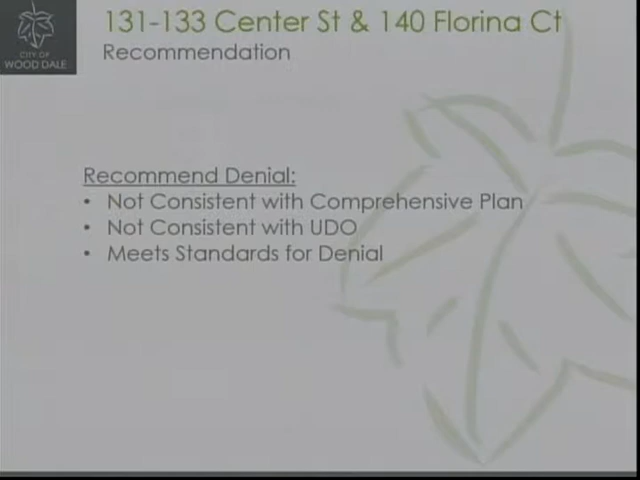 CITY OF
WOOD DALE
131-133 Center St & 140 Florina Ct
Recommendation
Recommend Denial:
• Not Consistent with Comprehensive Plan
• Not Consistent with UDO
• Meets Standards for Denial